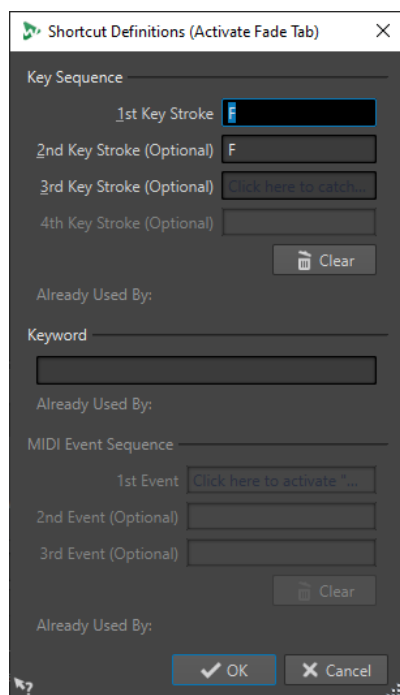 Shortcut Definitions (Activate Fade Tab)
Key Sequence
1st Key Stroke F
2nd Key Stroke (Optional) F
3rd Key Stroke (Optional) Click here to catch...
4th Key Stroke (Optional)
Clear
Already Used By:
Keyword
Already Used By:
MIDI Event Sequence
1st Event Click here to activate "...
2nd Event (Optional)
3rd Event (Optional)
Clear
Already Used By:
OK Cancel